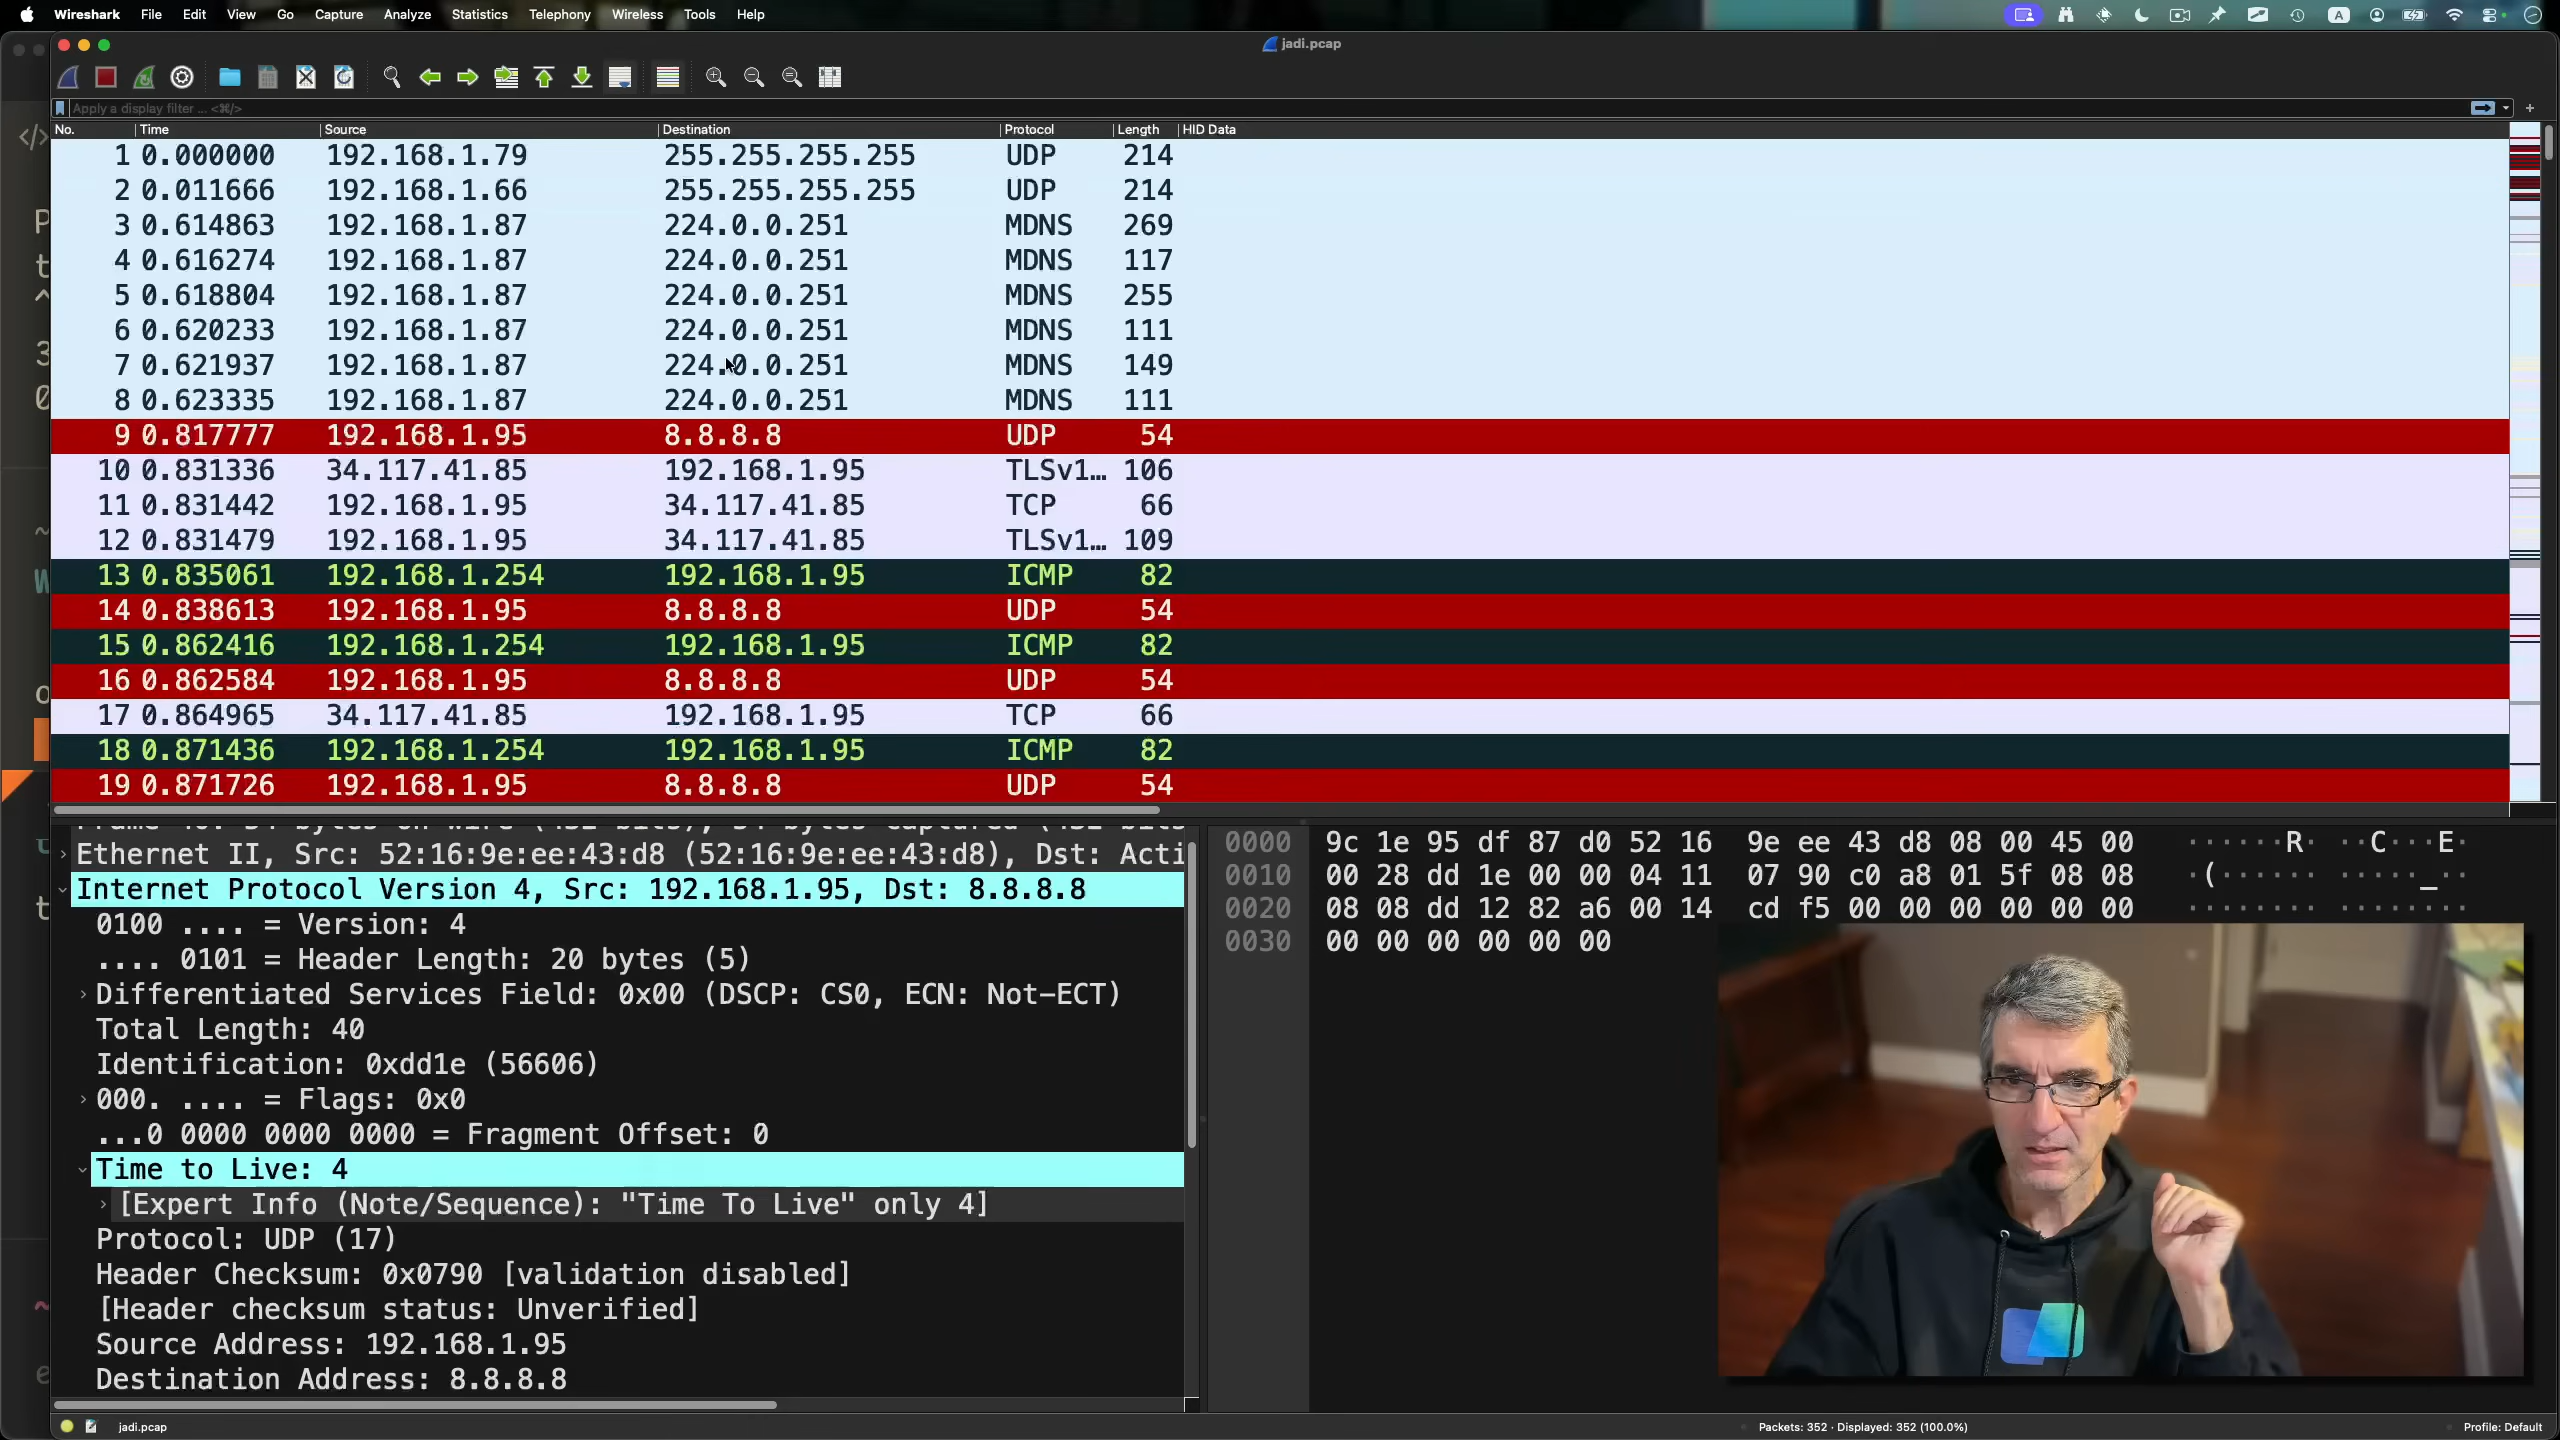 Wireshark File Edit View Go Capture Analyze Statistics Telephony Wireless Tools Help
A
jadi.pcap
Apply a display filter … <⌘/>
No. Time Source Destination Protocol Length HID Data
1 0.000000 192.168.1.79 255.255.255.255 UDP 214
2 0.011666 192.168.1.66 255.255.255.255 UDP 214
3 0.614863 192.168.1.87 224.0.0.251 MDNS 269
4 0.616274 192.168.1.87 224.0.0.251 MDNS 117
5 0.618804 192.168.1.87 224.0.0.251 MDNS 255
6 0.620233 192.168.1.87 224.0.0.251 MDNS 111
7 0.621937 192.168.1.87 224.0.0.251 MDNS 149
8 0.623335 192.168.1.87 224.0.0.251 MDNS 111
9 0.817777 192.168.1.95 8.8.8.8 UDP 54
10 0.831336 34.117.41.85 192.168.1.95 TLSv1… 106
11 0.831442 192.168.1.95 34.117.41.85 TCP 66
12 0.831479 192.168.1.95 34.117.41.85 TLSv1… 109
13 0.835061 192.168.1.254 192.168.1.95 ICMP 82
14 0.838613 192.168.1.95 8.8.8.8 UDP 54
15 0.862416 192.168.1.254 192.168.1.95 ICMP 82
16 0.862584 192.168.1.95 8.8.8.8 UDP 54
17 0.864965 34.117.41.85 192.168.1.95 TCP 66
18 0.871436 192.168.1.254 192.168.1.95 ICMP 82
19 0.871726 192.168.1.95 8.8.8.8 UDP 54
Ethernet II, Src: 52:16:9e:ee:43:d8 (52:16:9e:ee:43:d8), Dst: Acti
Internet Protocol Version 4, Src: 192.168.1.95, Dst: 8.8.8.8
0100 .... = Version: 4
.... 0101 = Header Length: 20 bytes (5)
Differentiated Services Field: 0x00 (DSCP: CS0, ECN: Not-ECT)
Total Length: 40
Identification: 0xdd1e (56606)
000. .... = Flags: 0x0
...0 0000 0000 0000 = Fragment Offset: 0
Time to Live: 4
[Expert Info (Note/Sequence): "Time To Live" only 4]
Protocol: UDP (17)
Header Checksum: 0x0790 [validation disabled]
[Header checksum status: Unverified]
Source Address: 192.168.1.95
Destination Address: 8.8.8.8
0000 9c 1e 95 df 87 d0 52 16 9e ee 43 d8 08 00 45 00 ······R· ··C···E·
0010 00 28 dd 1e 00 00 04 11 07 90 c0 a8 01 5f 08 08 ·(······ ·····_··
0020 08 08 dd 12 82 a6 00 14 cd f5 00 00 00 00 00 00 ········ ········
0030 00 00 00 00 00 00
jadi.pcap
Packets: 352 · Displayed: 352 (100.0%)
Profile: Default